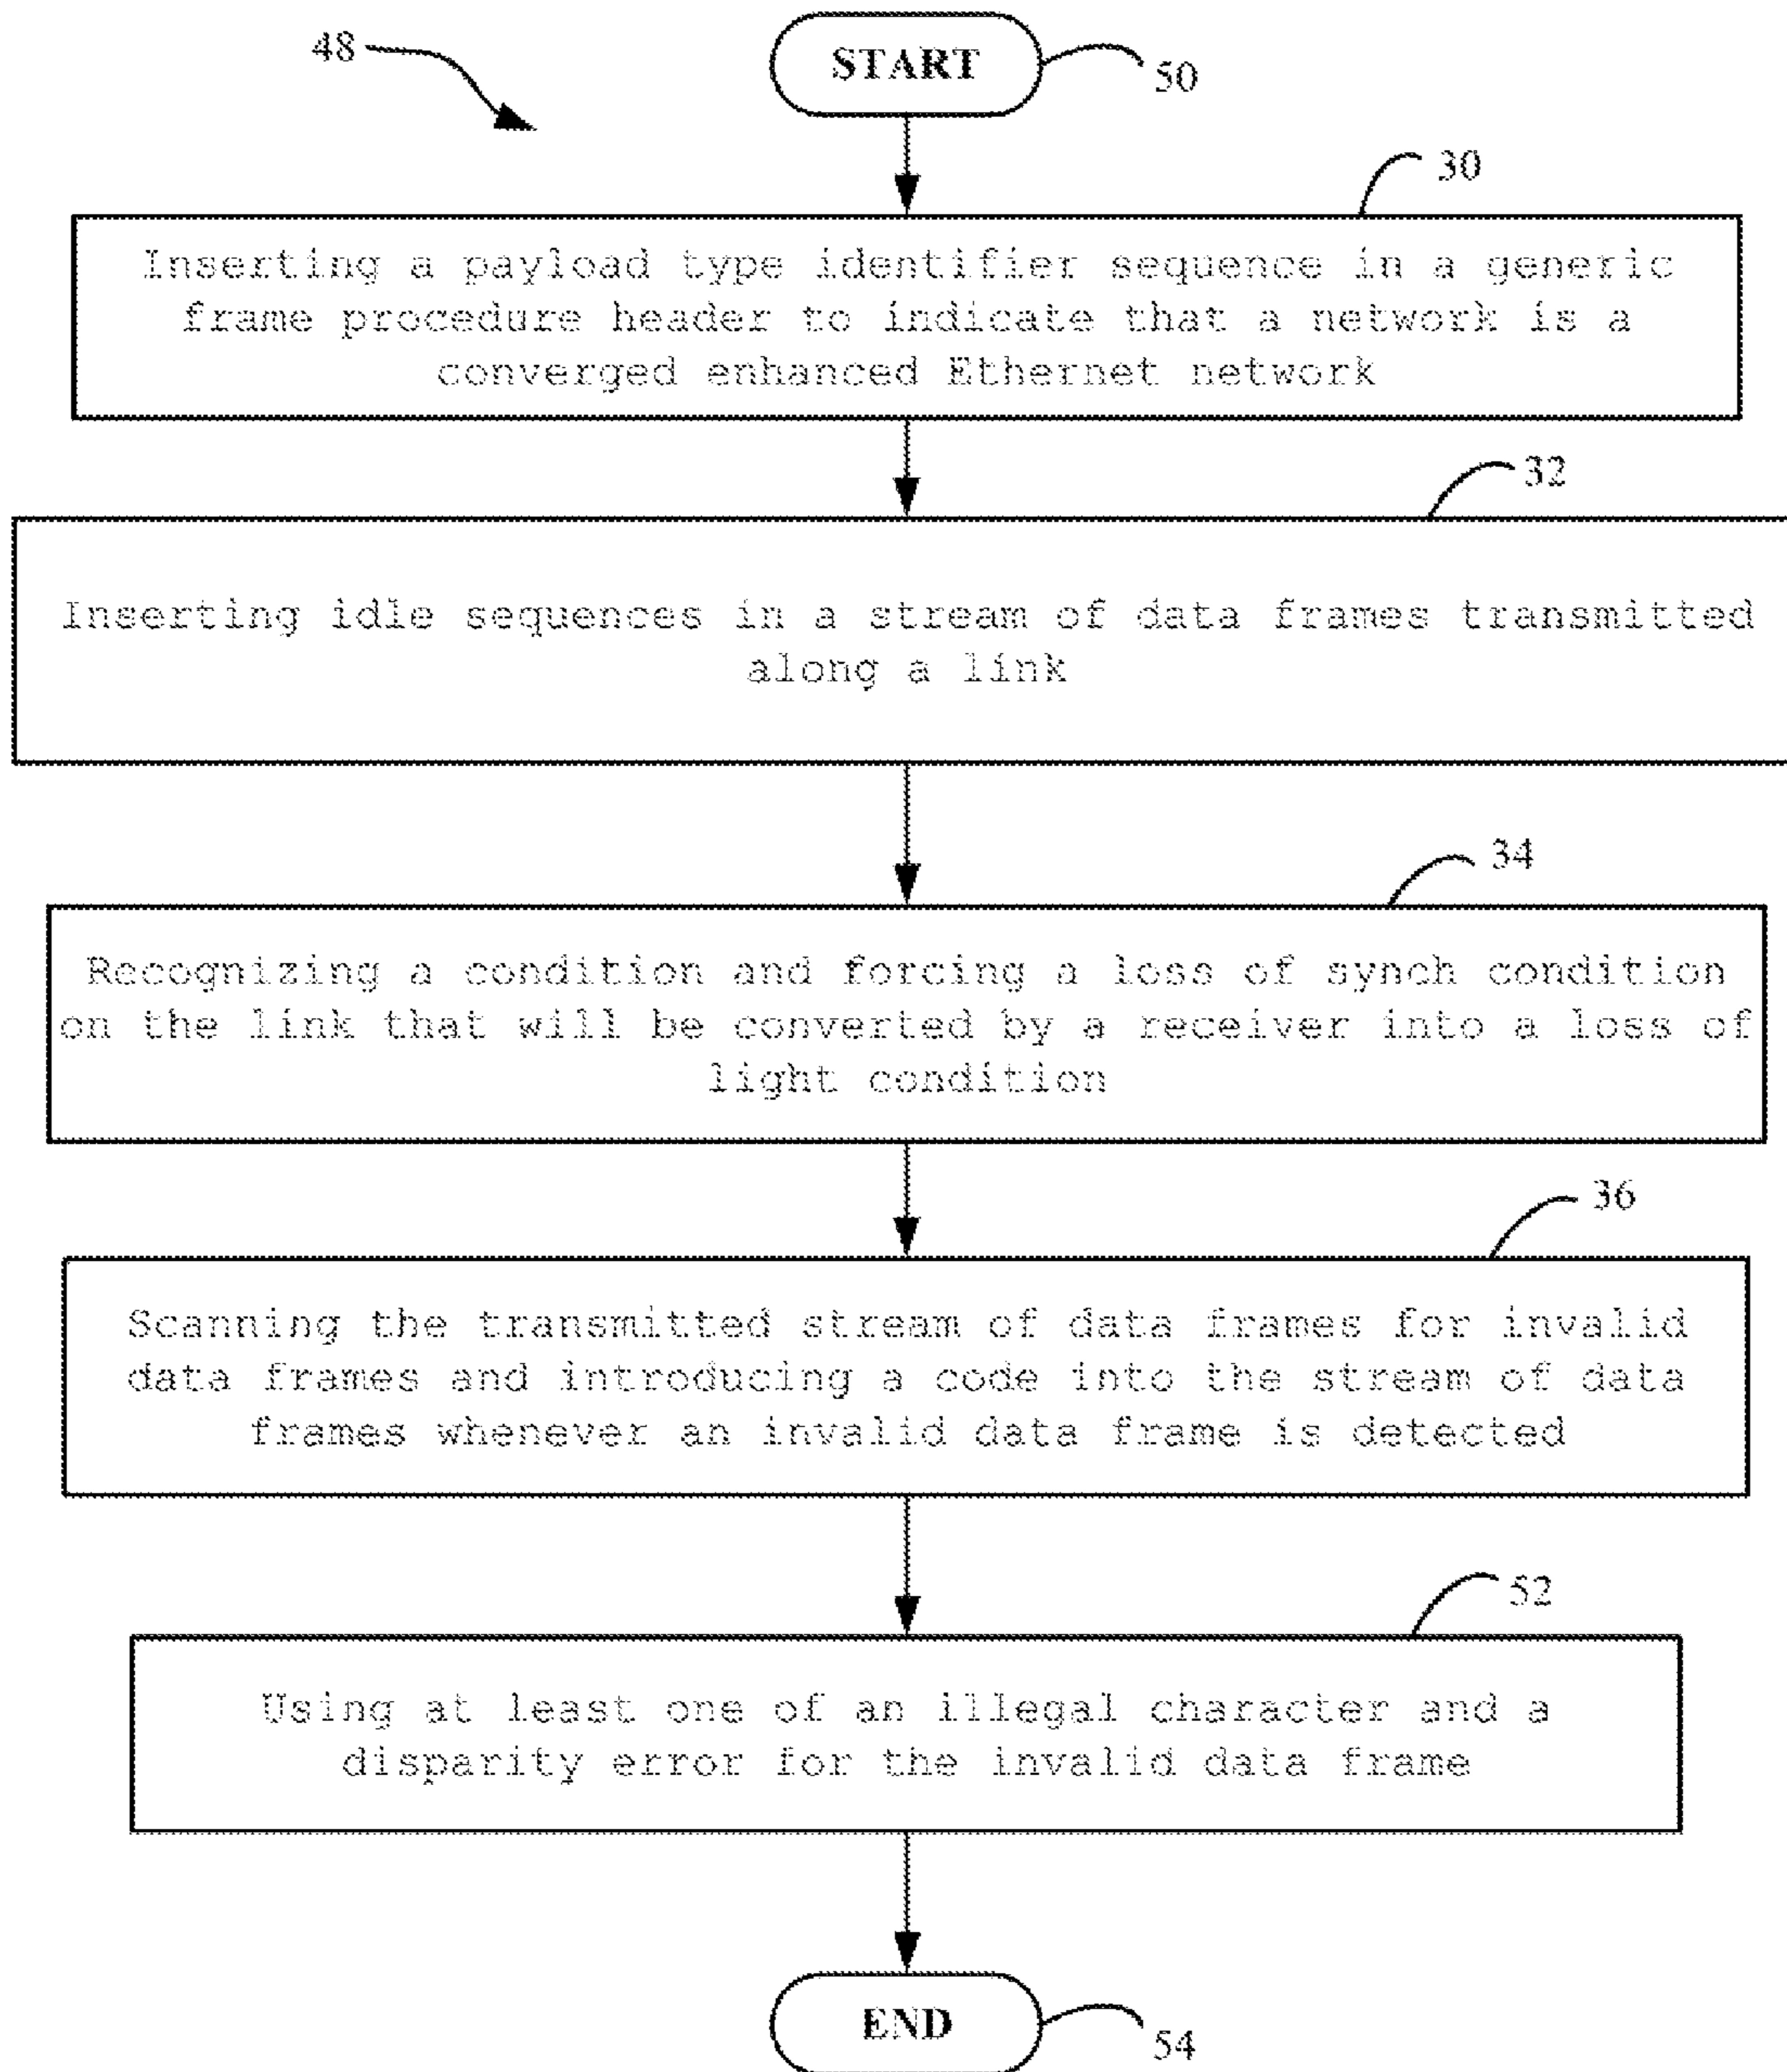 48
START
50
30
Inserting a payload type identifier sequence in a generic
frame procedure header to indicate that a network is a
converged enhanced Ethernet network
32
Inserting idle sequences in a stream of data frames transmitted
along a link
34
Recognizing a condition and forcing a loss of synch condition
on the link that will be converted by a receiver into a loss of
light condition
36
Scanning the transmitted stream of data frames for invalid
data frames and introducing a code into the stream of data
frames whenever an invalid data frame is detected
52
Using at least one of an illegal character and a
disparity error for the invalid data frame
END
54